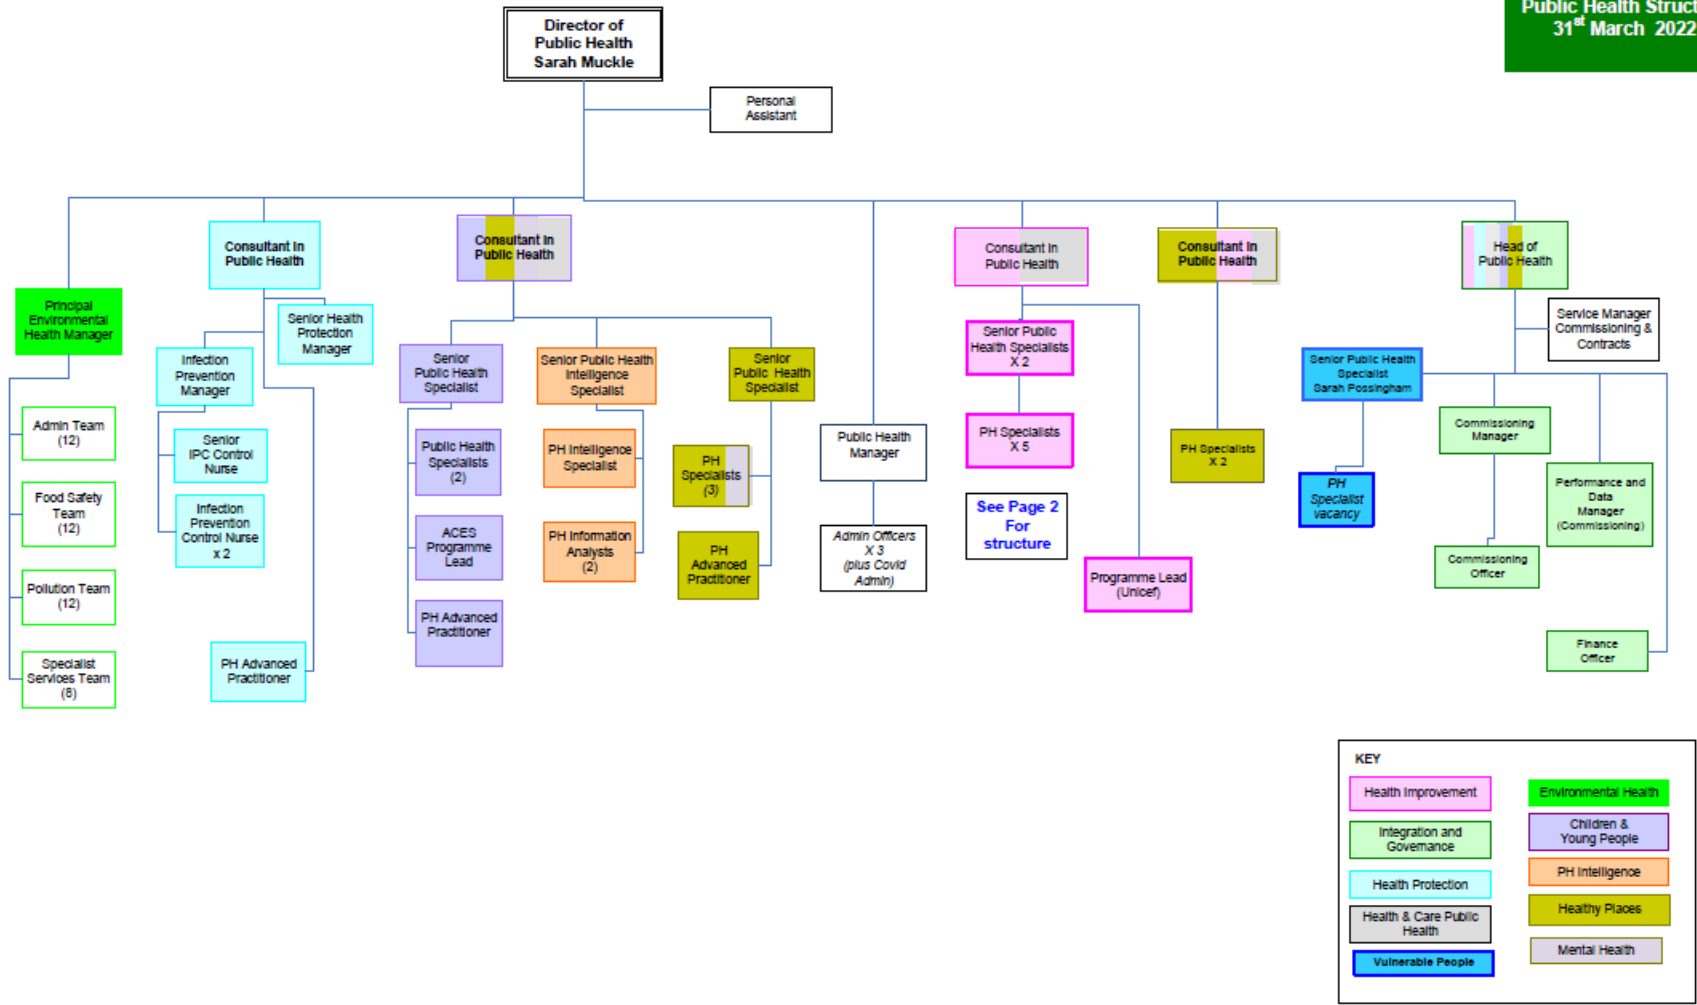 Public Health Struct
31st March 2022
Director of
Public Health
Sarah Muckle
Personal
Assistant
Principal
Environmental
Health Manager
Admin Team
(12)
Food Safety
Team
(12)
Pollution Team
(12)
Specialist
Services Team
(8)
Consultant in
Public Health
Senior Health
Protection
Manager
Infection
Prevention
Manager
Senior
IPC Control
Nurse
Infection
Prevention
Control Nurse
x 2
PH Advanced
Practitioner
Consultant in
Public Health
Senior
Public Health
Specialist
Public Health
Specialists
(2)
ACES
Programme
Lead
PH Advanced
Practitioner
Senior Public Health
Intelligence
Specialist
PH Intelligence
Specialist
PH Information
Analysts
(2)
Senior
Public Health
Specialist
PH
Specialists
(3)
PH
Advanced
Practitioner
Public Health
Manager
Admin Officers
X 3
(plus Covid
Admin)
Consultant in
Public Health
Senior Public
Health Specialists
X 2
PH Specialists
X 5
See Page 2
For
structure
Programme Lead
(Unicef)
Consultant in
Public Health
PH Specialists
X 2
Head of
Public Health
Service Manager
Commissioning &
Contracts
Senior Public Health
Specialist
Sarah Possingham
PH
Specialist
vacancy
Commissioning
Manager
Commissioning
Officer
Performance and
Data
Manager
(Commissioning)
Finance
Officer
KEY
Health Improvement
Environmental Health
Integration and
Governance
Children &
Young People
Health Protection
PH Intelligence
Health & Care Public
Health
Healthy Places
Vulnerable People
Mental Health